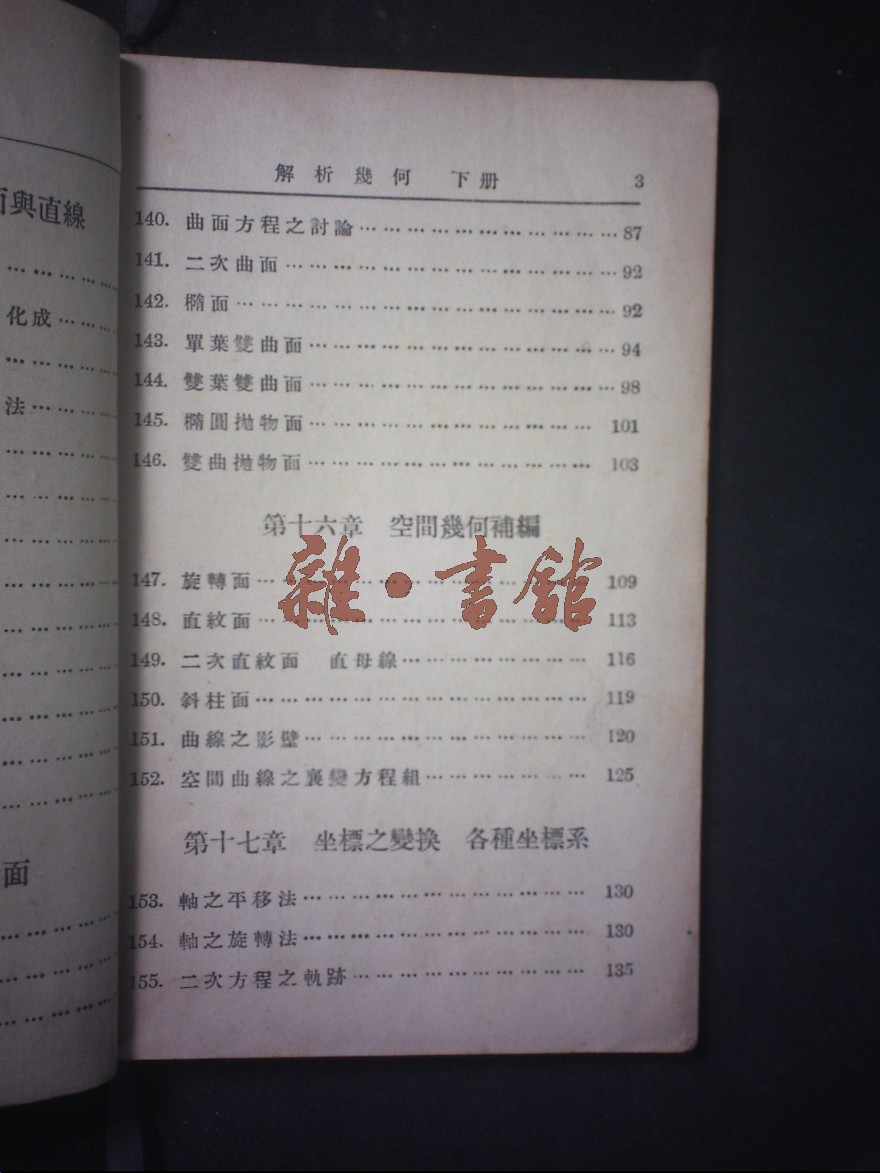 解析幾何 下册 3
140. 曲面方程之討論 … … … … … … … … … … … 87
141. 二次曲面 … … … … … … … … … … … … … … 92
142. 橢面 … … … … … … … … … … … … … … … … 92
143. 單葉雙曲面 … … … … … … … … … … … … … 94
144. 雙葉雙曲面 … … … … … … … … … … … … … 98
145. 橢圓拋物面 … … … … … … … … … … … … 101
146. 雙曲拋物面 … … … … … … … … … … … … 103
第十六章 空間幾何補編
147. 旋轉面 … … … … … … … … … … … … … … 109
148. 直紋面 … … … … … … … … … … … … … … 113
149. 二次直紋面 直母線 … … … … … … … … 116
150. 斜柱面 … … … … … … … … … … … … … … 119
151. 曲線之影壁 … … … … … … … … … … … … 120
152. 空間曲線之裏變方程組 … … … … … … … 125
第十七章 坐標之變換 各種坐標系
153. 軸之平移法 … … … … … … … … … … … … 130
154. 軸之旋轉法 … … … … … … … … … … … … 130
155. 二次方程之軌跡 … … … … … … … … … … 135
雜·書館
面與直線
化成 … …
法 … …
面